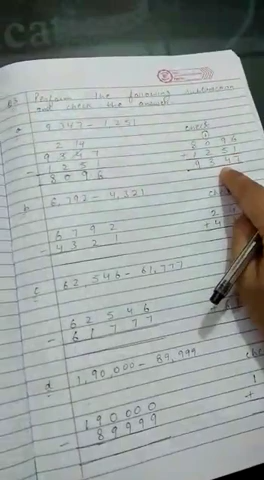 Q3 Perform the following subtraction
and check the answer
a 9,347 - 1,251
2 14 check
9 3 4 7 8 0 9 6
- 1 2 5 1 + 1 2 5 1
8 0 9 6 9 3 4 7
b 6,792 - 4,321
6 7 9 2
- 4 3 2 1
c 62,546 - 61,777
6 2 5 4 6
- 6 1 7 7 7
d 1,90,000 - 89,999
1 9 0 0 0 0
- 8 9 9 9 9